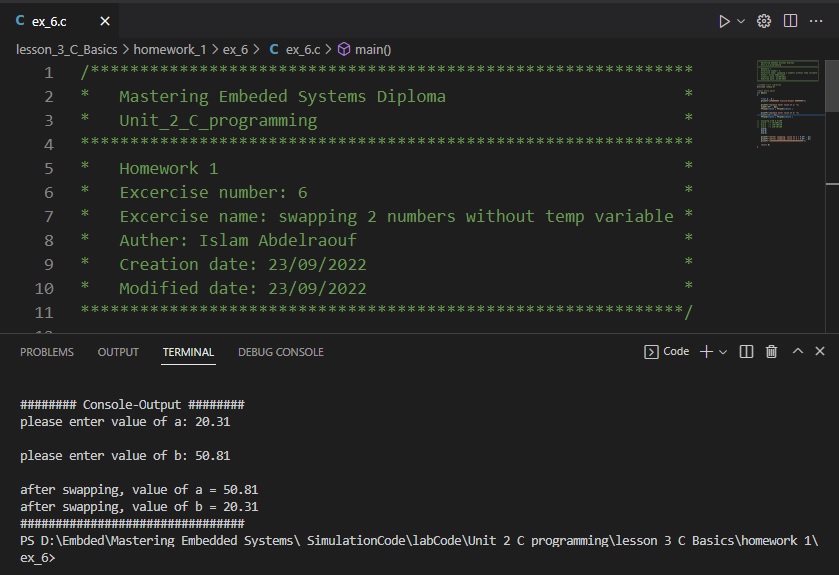 C ex_6.c ×
lesson_3_C_Basics > homework_1 > ex_6 > C ex_6.c > main()
1 /*************************************************************
2 * Mastering Embeded Systems Diploma *
3 * Unit_2_C_programming *
4 **************************************************************
5 * Homework 1 *
6 * Excercise number: 6 *
7 * Excercise name: swapping 2 numbers without temp variable *
8 * Auther: Islam Abdelraouf *
9 * Creation date: 23/09/2022 *
10 * Modified date: 23/09/2022 *
11 *************************************************************/
PROBLEMS OUTPUT TERMINAL DEBUG CONSOLE Code
######## Console-Output ########
please enter value of a: 20.31
please enter value of b: 50.81
after swapping, value of a = 50.81
after swapping, value of b = 20.31
################################
PS D:\Embded\Mastering Embedded Systems\ SimulationCode\labCode\Unit 2 C programming\lesson 3 C Basics\homework 1\
ex_6>